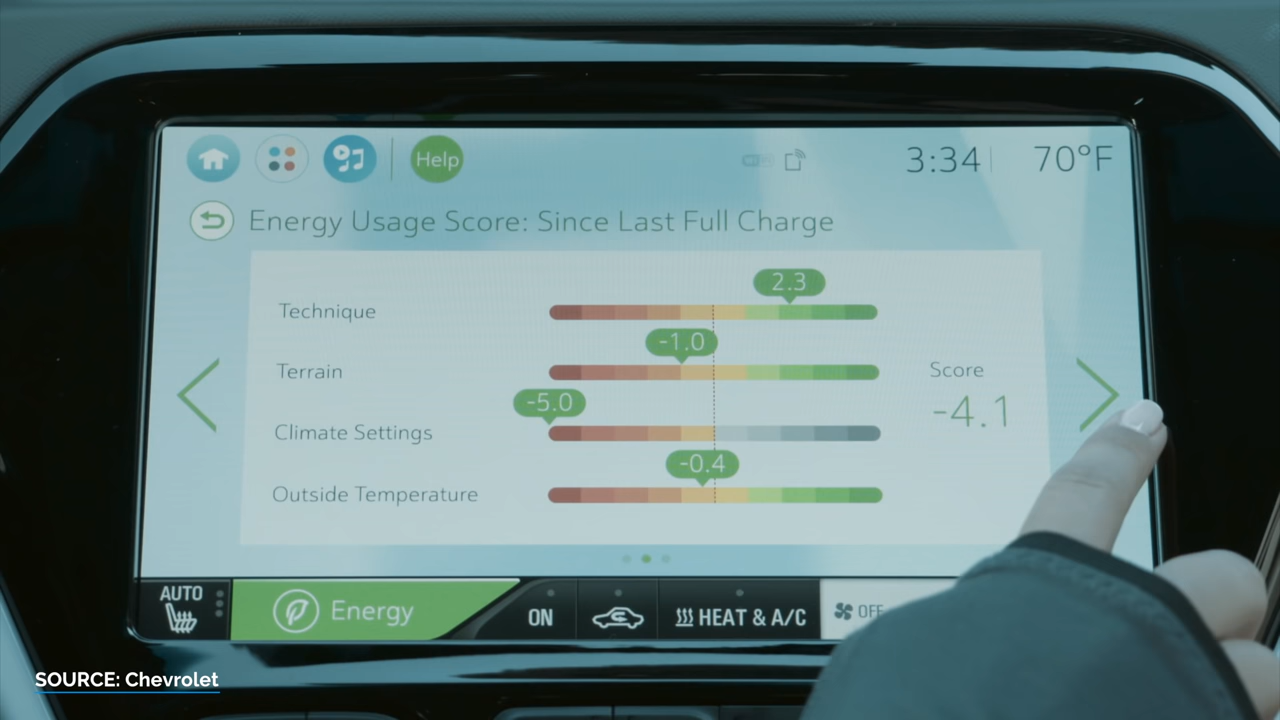 Help
3:34
70°F
Energy Usage Score: Since Last Full Charge
2.3
Technique
-1.0
Terrain
Score
-5.0
-4.1
Climate Settings
-0.4
Outside Temperature
AUTO
Energy
ON
HEAT & A/C
OFF
SOURCE: Chevrolet